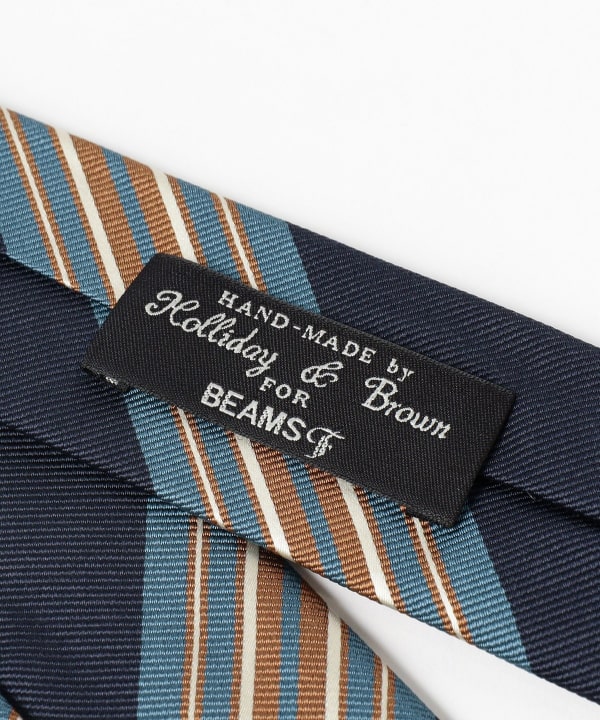 HAND-MADE by
Holliday & Brown
FOR
BEAMS F